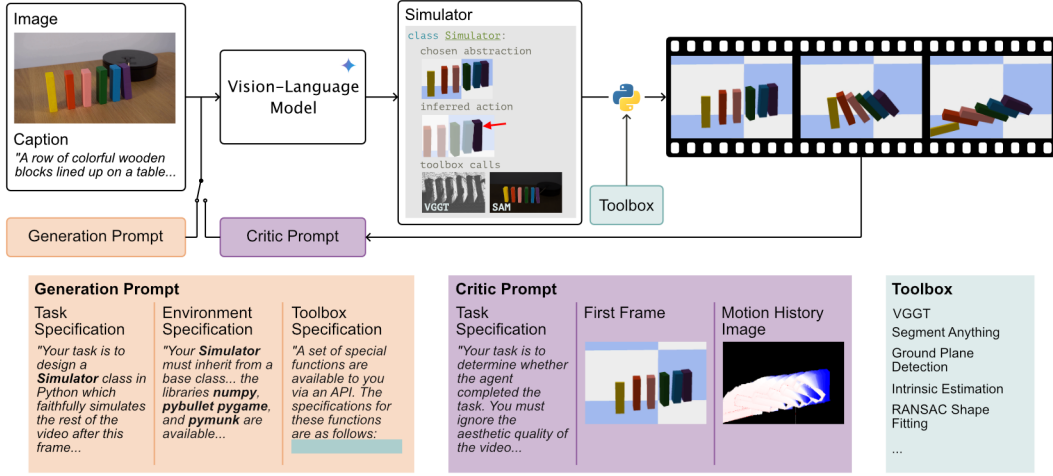 Image
Caption
"A row of colorful wooden
blocks lined up on a table...
Vision-Language
Model
Simulator
class Simulator:
chosen abstraction
inferred action
toolbox calls
VGGT
SAM
Toolbox
Generation Prompt
Critic Prompt
Generation Prompt
Task
Specification
"Your task is to
design a
Simulator class in
Python which
faithfully simulates
the rest of the
video after this
frame...
Environment
Specification
"Your Simulator
must inherit from a
base class... the
libraries numpy,
pybullet pygame,
and pymunk are
available...
Toolbox
Specification
"A set of special
functions are
available to you
via an API. The
specifications for
these functions
are as follows:
Critic Prompt
Task
Specification
"Your task is to
determine whether
the agent
completed the
task. You must
ignore the
aesthetic quality of
the video...
First Frame
Motion History
Image
Toolbox
VGGT
Segment Anything
Ground Plane
Detection
Intrinsic Estimation
RANSAC Shape
Fitting
...